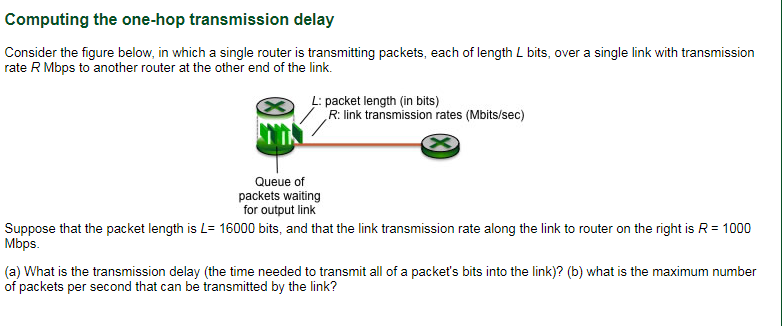 Computing the one-hop transmission delay
Consider the figure below, in which a single router is transmitting packets, each of length L bits, over a single link with transmission
rate R Mbps to another router at the other end of the link.
L: packet length (in bits)
R: link transmission rates (Mbits/sec)
Queue of
packets waiting
for output link
Suppose that the packet length is L= 16000 bits, and that the link transmission rate along the link to router on the right is R = 1000
Mbps.
(a) What is the transmission delay (the time needed to transmit all of a packet's bits into the link)? (b) what is the maximum number
of packets per second that can be transmitted by the link?